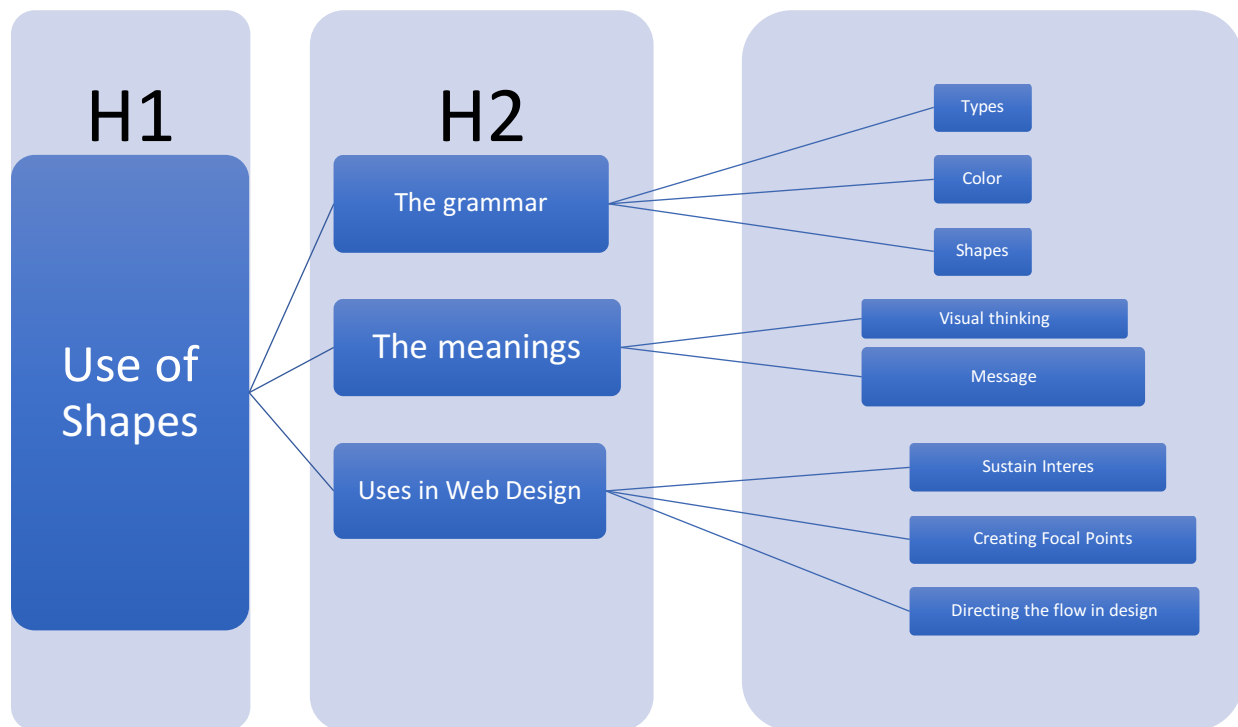 H1
H2
Use of
Shapes
The grammar
The meanings
Uses in Web Design
Types
Color
Shapes
Visual thinking
Message
Sustain Interes
Creating Focal Points
Directing the flow in design